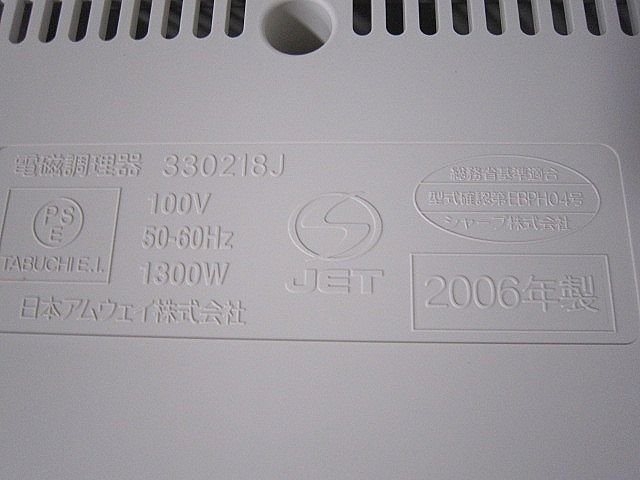 電磁調理器 330218J
PSE
TABUCHI E.I.
100V
50-60Hz
1300W
日本アムウェイ株式会社
JET
総務省基準適合
型式確認第EBPH04号
シャープ株式会社
2006年製